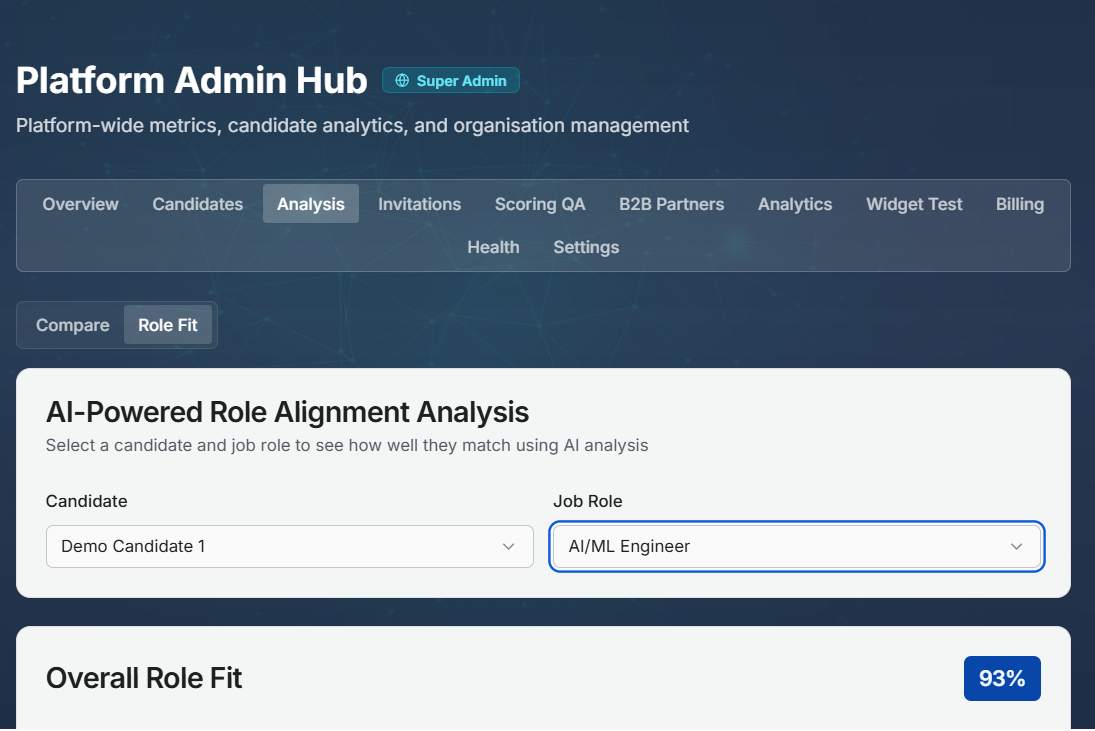 Platform Admin Hub Super Admin
Platform-wide metrics, candidate analytics, and organisation management
Overview Candidates Analysis Invitations Scoring QA B2B Partners Analytics Widget Test Billing
Health Settings
Compare Role Fit
AI-Powered Role Alignment Analysis
Select a candidate and job role to see how well they match using AI analysis
Candidate Job Role
Demo Candidate 1 AI/ML Engineer
Overall Role Fit 93%